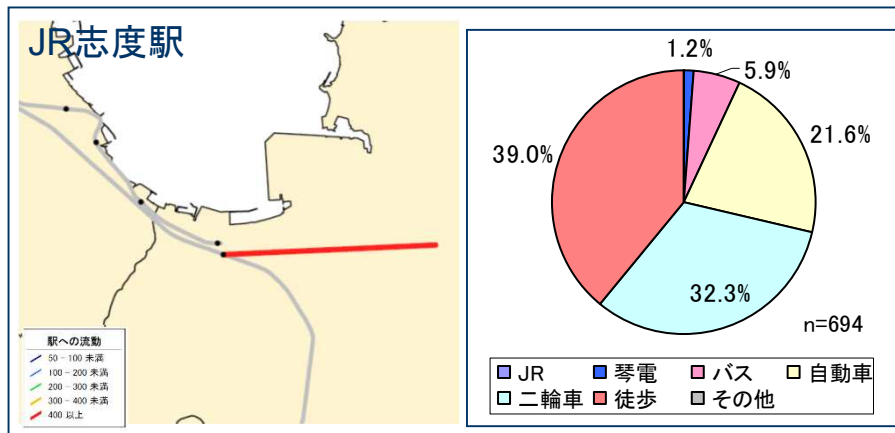 JR志度駅
駅への流動
50 - 100 未満
100 - 200 未満
200 - 300 未満
300 - 400 未満
400 以上
1.2%
5.9%
21.6%
39.0%
32.3%
n=694
JR 琴電 バス 自動車
二輪車 徒歩 その他